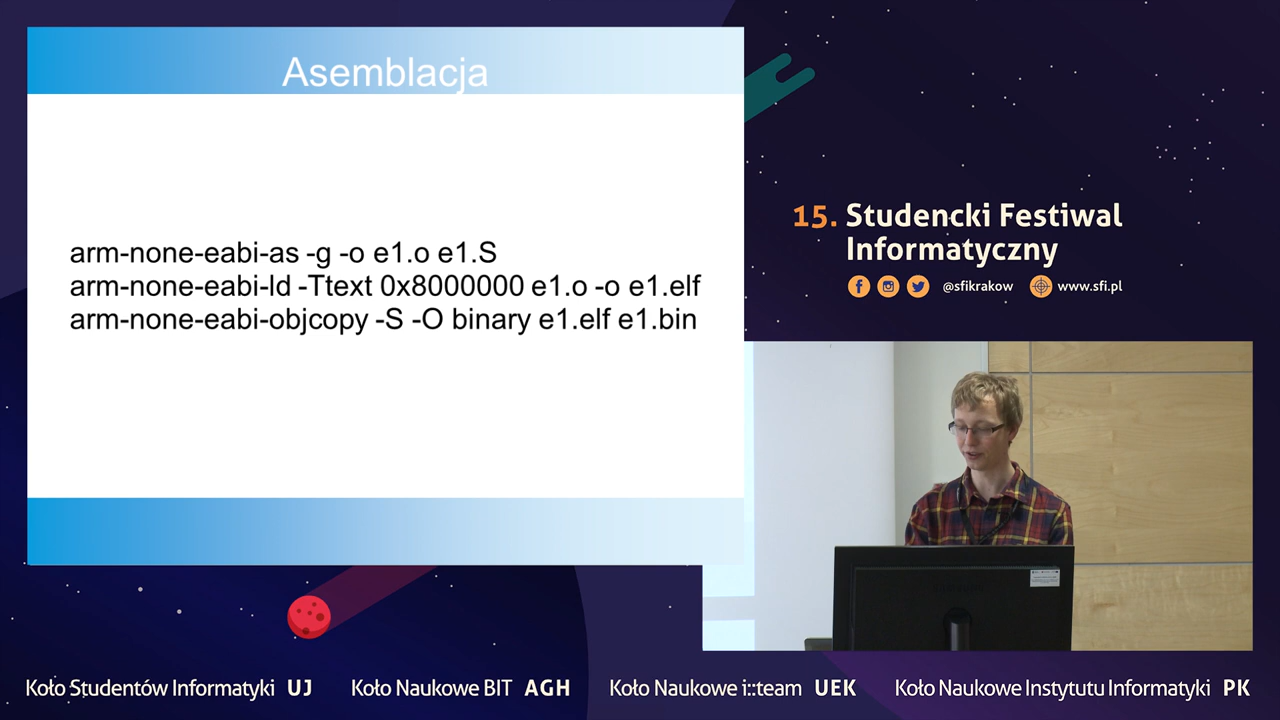 Asemblacja
arm-none-eabi-as -g -o e1.o e1.S
arm-none-eabi-ld -Ttext 0x8000000 e1.o -o e1.elf
arm-none-eabi-objcopy -S -O binary e1.elf e1.bin
15. Studencki Festiwal
Informatyczny
@sfikrakow www.sfi.pl
Koło Studentów Informatyki UJ
Koło Naukowe BIT AGH
Koło Naukowe i::team UEK
Koło Naukowe Instytutu Informatyki PK